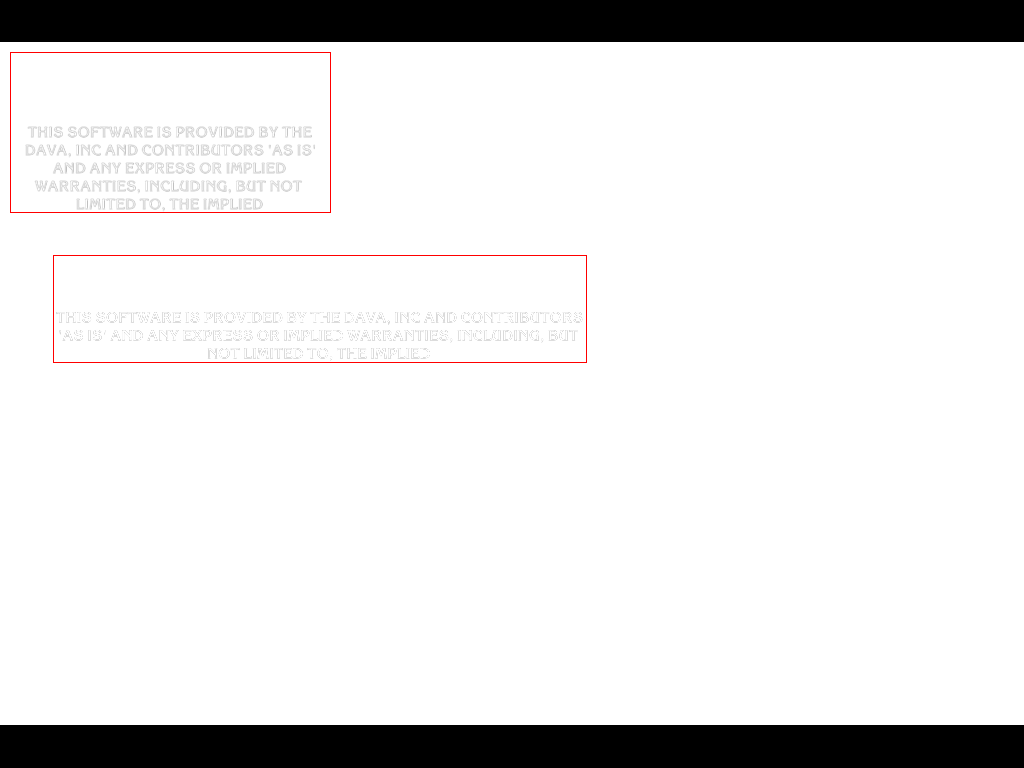 THIS SOFTWARE IS PROVIDED BY THE
DAVA, INC AND CONTRIBUTORS 'AS IS'
AND ANY EXPRESS OR IMPLIED
WARRANTIES, INCLUDING, BUT NOT
LIMITED TO, THE IMPLIED
THIS SOFTWARE IS PROVIDED BY THE DAVA, INC AND CONTRIBUTORS
'AS IS' AND ANY EXPRESS OR IMPLIED WARRANTIES, INCLUDING, BUT
NOT LIMITED TO, THE IMPLIED